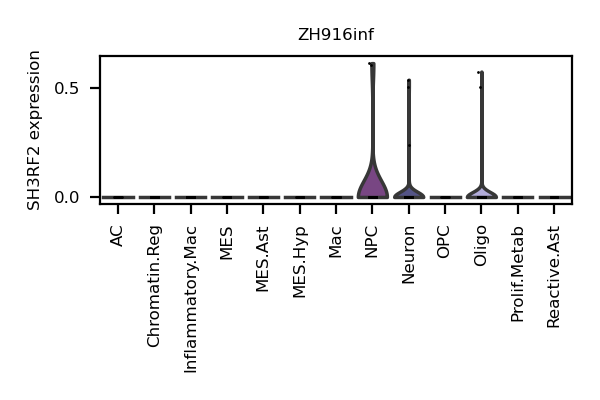 ZH916inf
SH3RF2 expression
0.5
0.0
AC
Chromatin.Reg
Inflammatory.Mac
MES
MES.Ast
MES.Hyp
Mac
NPC
Neuron
OPC
Oligo
Prolif.Metab
Reactive.Ast